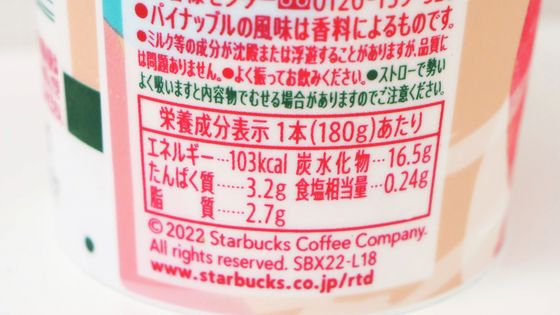 0120-
●パイナップルの風味は香料によるものです。
●ミルク等の成分が沈殿または浮遊することがありますが、品質に
は問題ありません。●よく振ってお飲みください。●ストローで勢い
よく吸いますと内容物でむせる場合がありますのでご注意ください。
栄養成分表示 1本(180g)あたり
エネルギー…103kcal 炭水化物…16.5g
たんぱく質……3.2g 食塩相当量…0.24g
脂 質……2.7g
©2022 Starbucks Coffee Company.
All rights reserved. SBX22-L18
www.starbucks.co.jp/rtd